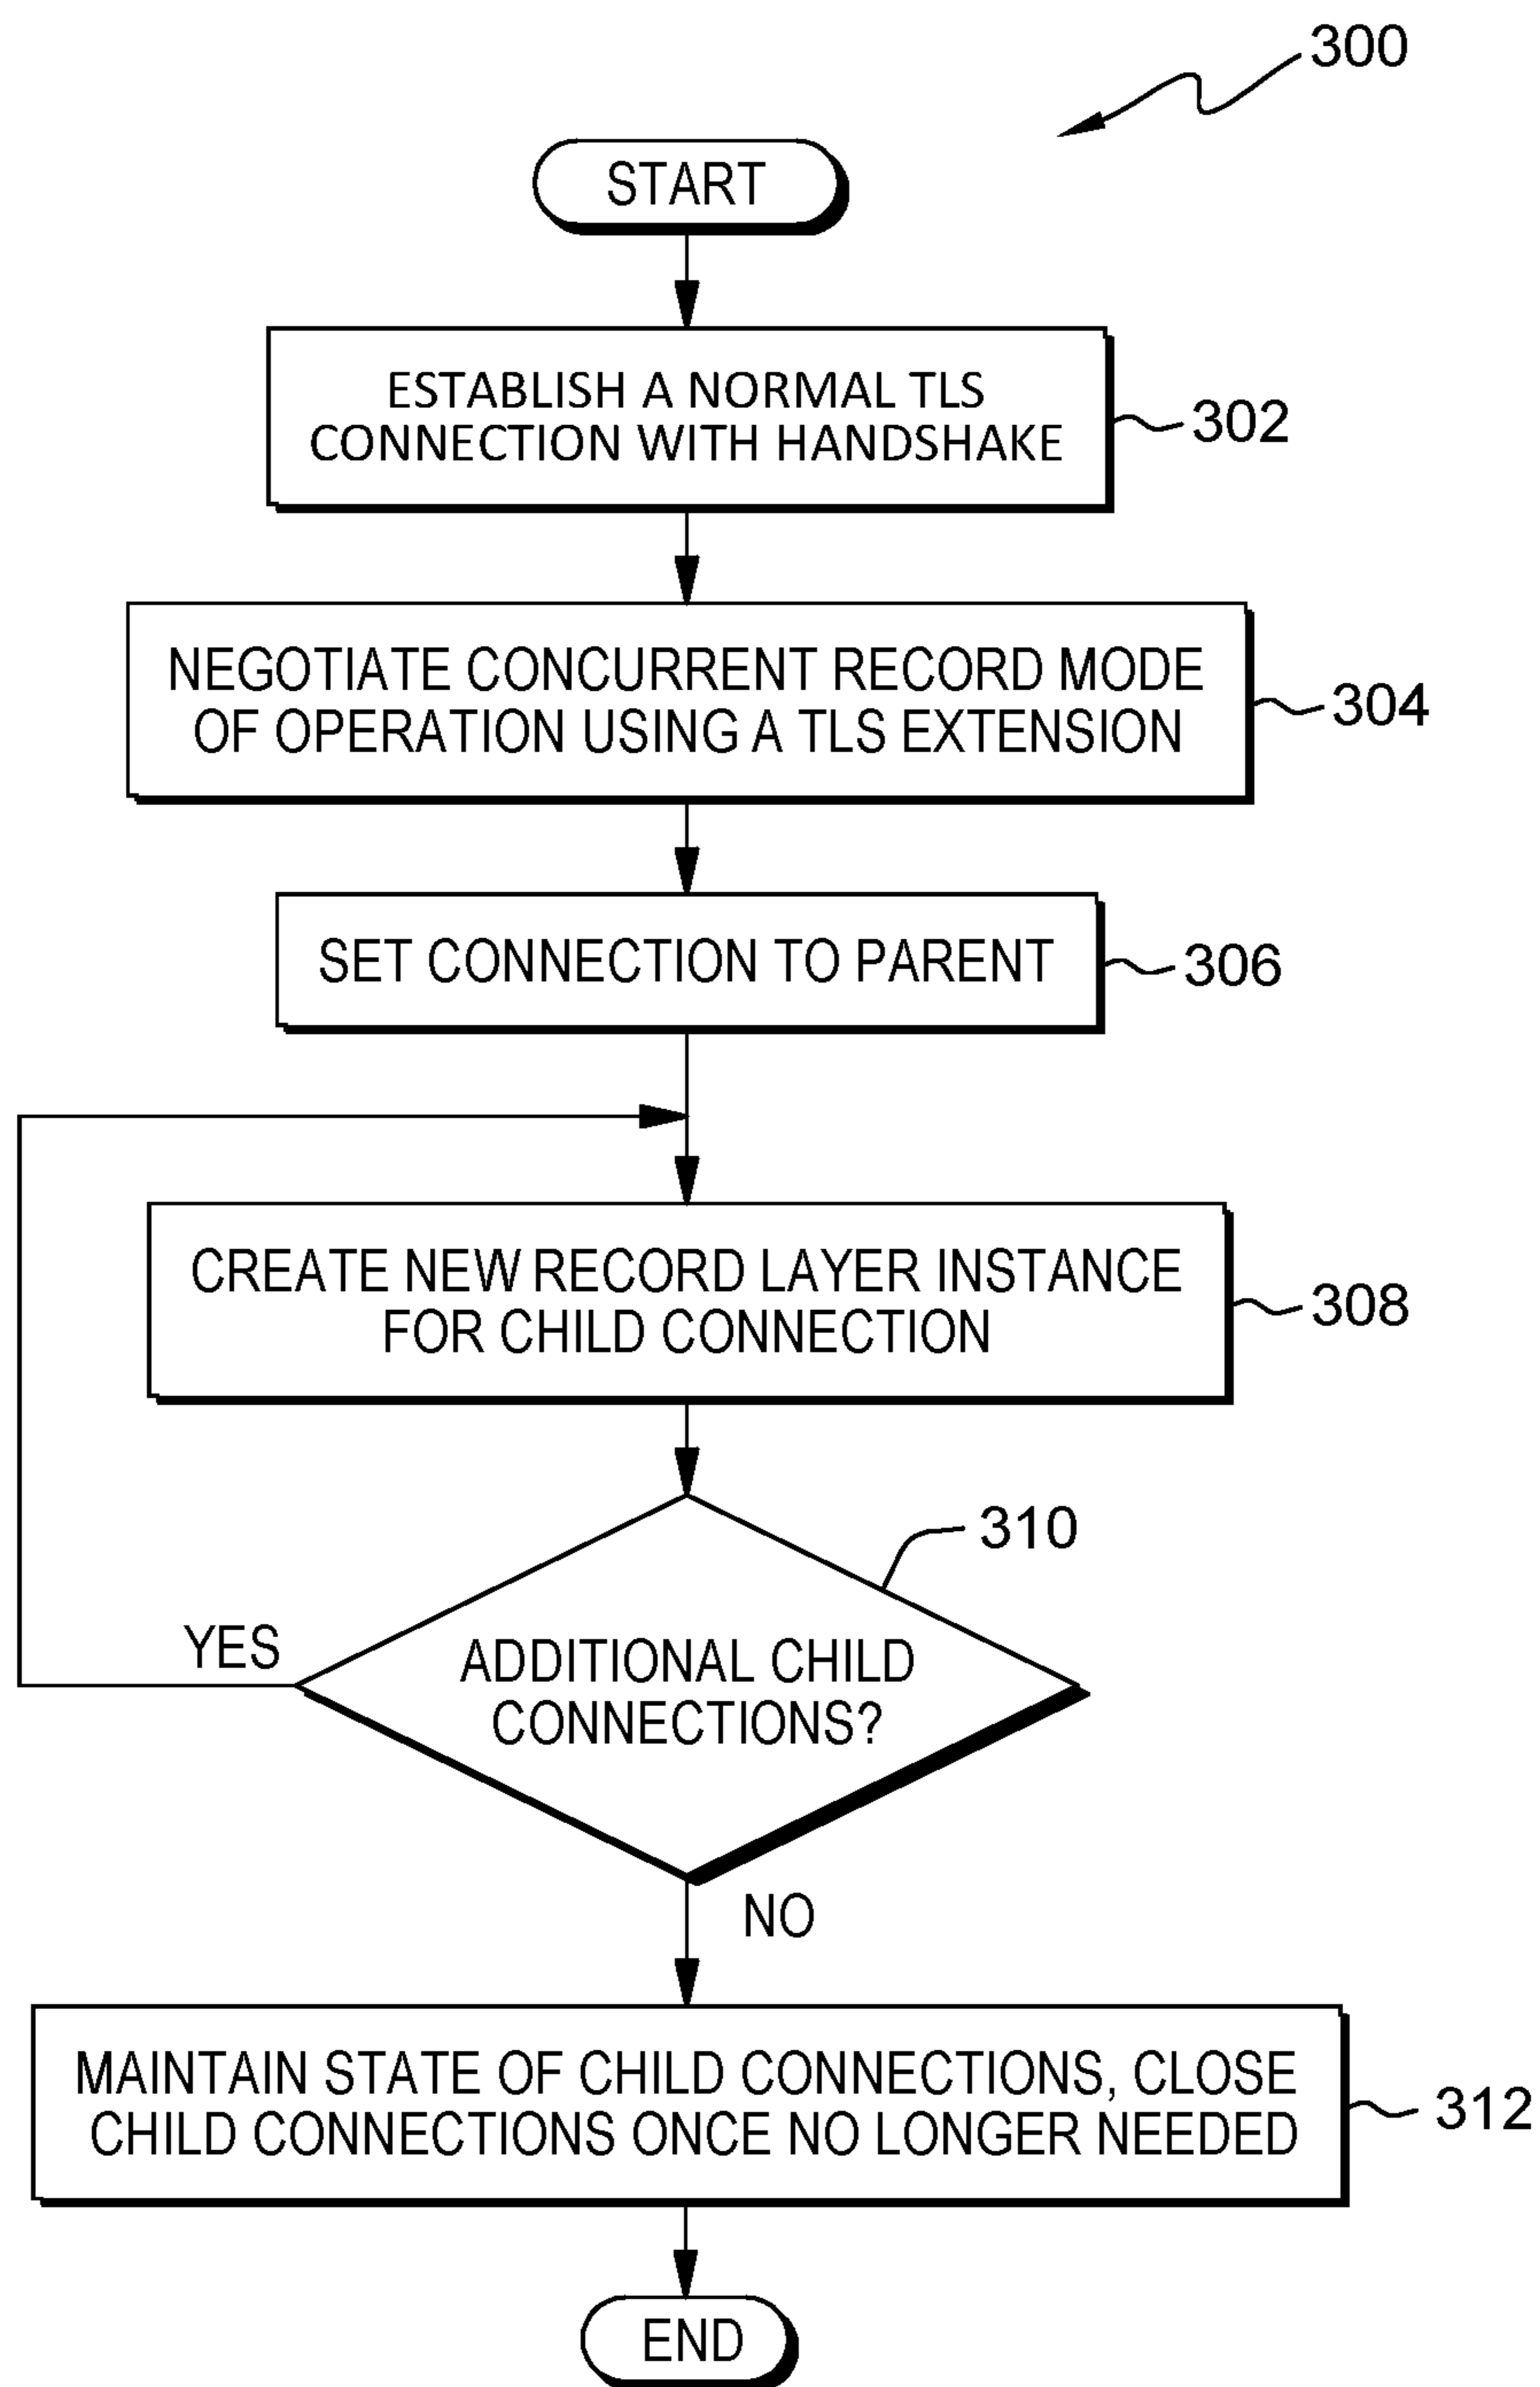 300
START
ESTABLISH A NORMAL TLS
CONNECTION WITH HANDSHAKE
302
NEGOTIATE CONCURRENT RECORD MODE
OF OPERATION USING A TLS EXTENSION
304
SET CONNECTION TO PARENT
306
CREATE NEW RECORD LAYER INSTANCE
FOR CHILD CONNECTION
308
310
YES
ADDITIONAL CHILD
CONNECTIONS?
NO
MAINTAIN STATE OF CHILD CONNECTIONS, CLOSE
CHILD CONNECTIONS ONCE NO LONGER NEEDED
312
END